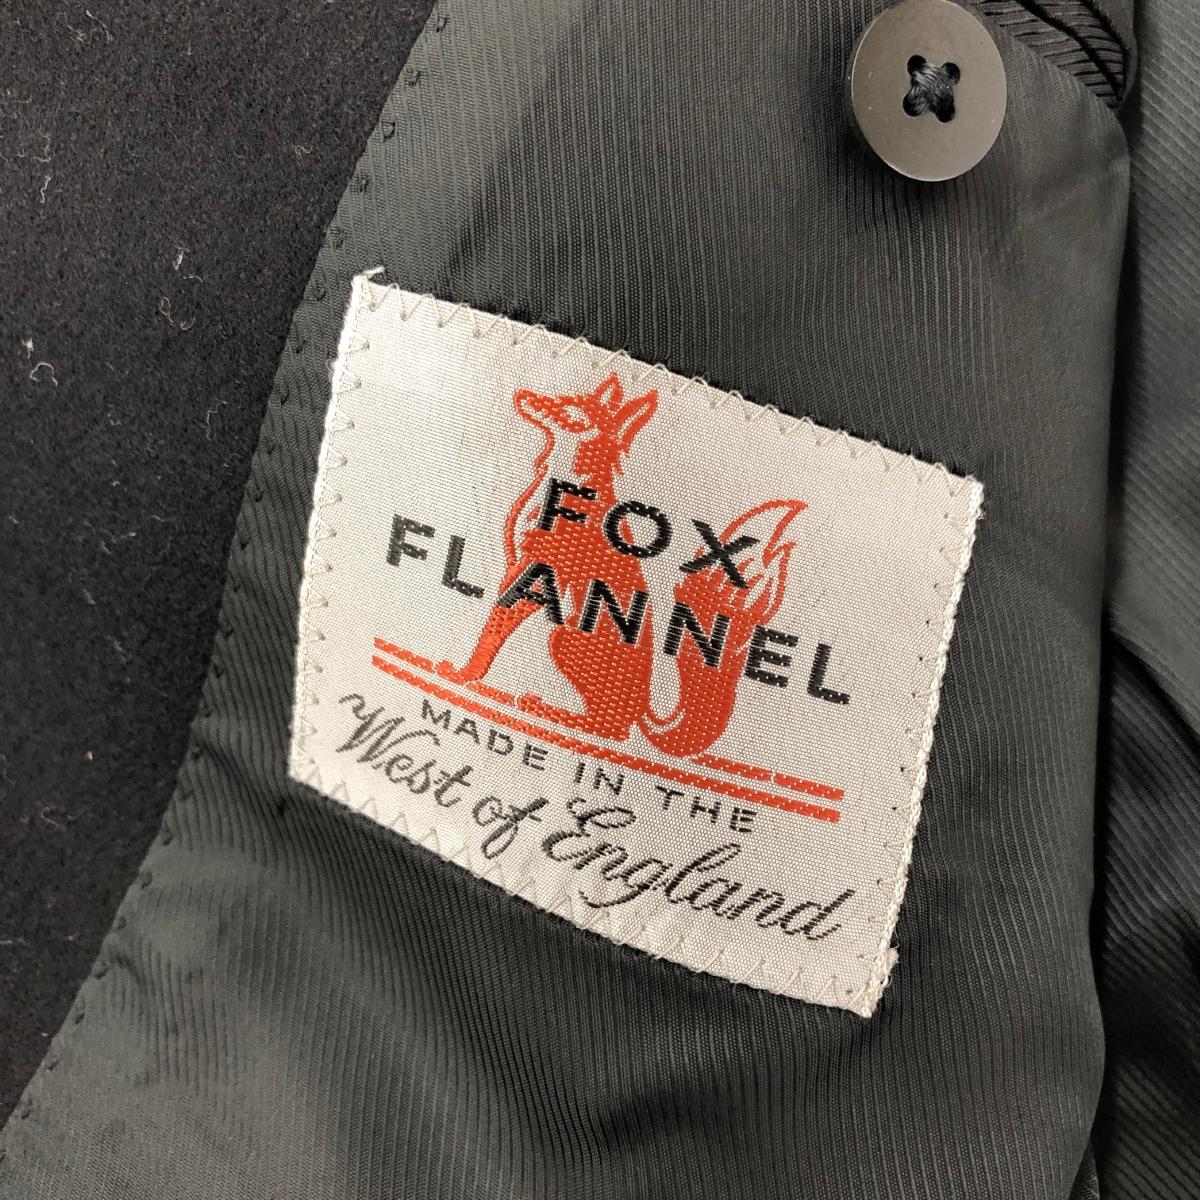 FOX
FLANNEL
MADE IN THE
West of England